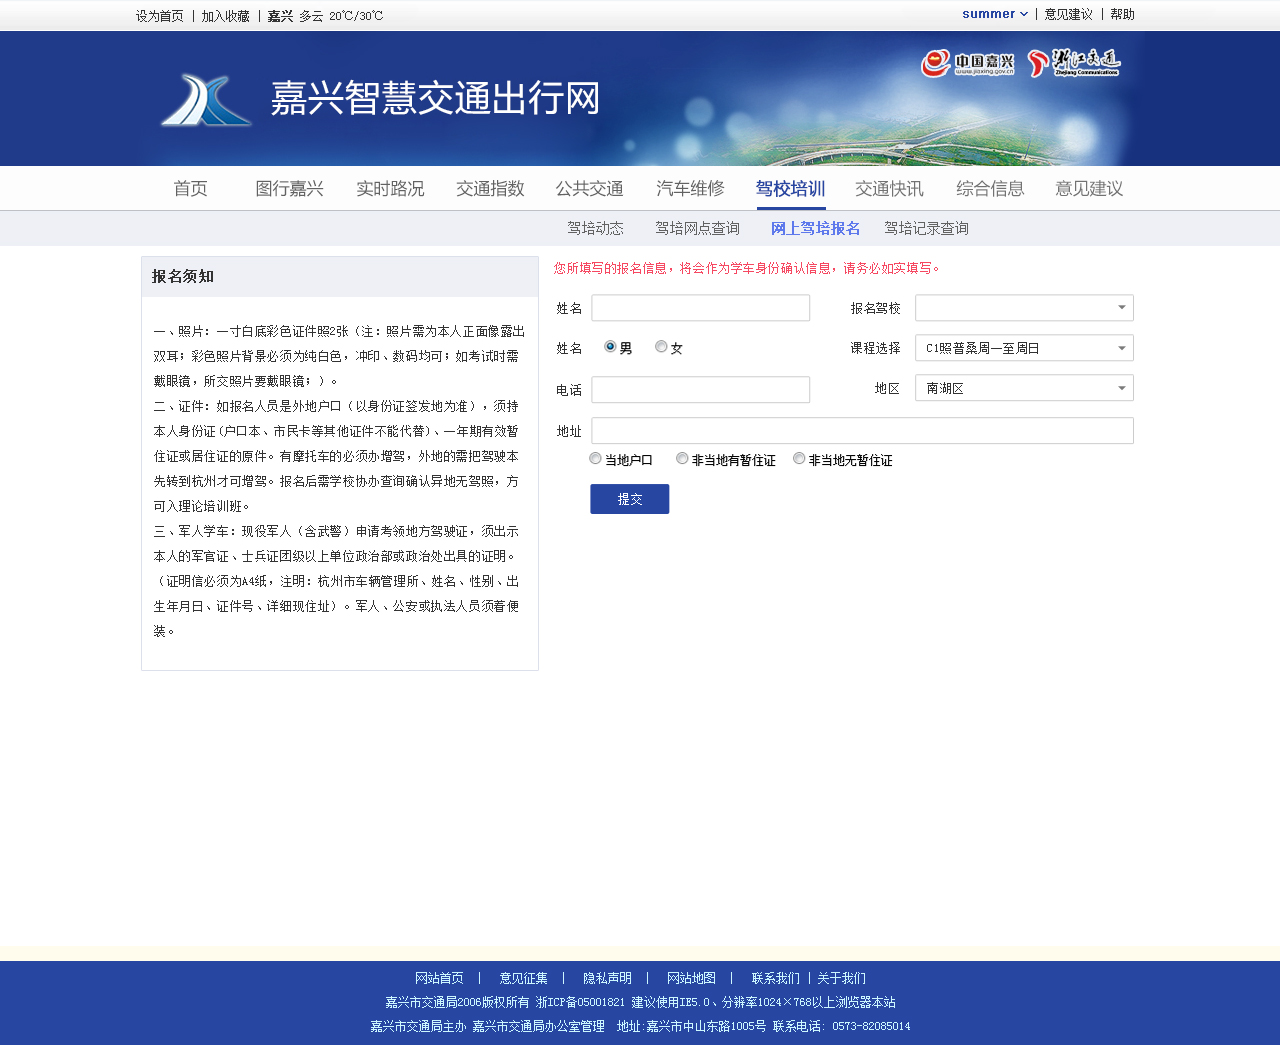 设为首页 | 加入收藏 | 嘉兴 多云 20℃/30℃
summer | 意见建议 | 帮助
嘉兴智慧交通出行网
中国嘉兴
www.jiaxing.gov.cn
浙江交通
Zhejiang Communications
首页 图行嘉兴 实时路况 交通指数 公共交通 汽车维修 驾校培训 交通快讯 综合信息 意见建议
驾培动态 驾培网点查询 网上驾培报名 驾培记录查询
报名须知
一、照片：一寸白底彩色证件照2张（注：照片需为本人正面像露出
双耳；彩色照片背景必须为纯白色，冲印、数码均可；如考试时需
戴眼镜，所交照片要戴眼镜；）。
二、证件：如报名人员是外地户口（以身份证签发地为准），须持
本人身份证(户口本、市民卡等其他证件不能代替)、一年期有效暂
住证或居住证的原件。有摩托车的必须办增驾，外地的需把驾驶本
先转到杭州才可增驾。报名后需学校协办查询确认异地无驾照，方
可入理论培训班。
三、军人学车：现役军人（含武警）申请考领地方驾驶证，须出示
本人的军官证、士兵证团级以上单位政治部或政治处出具的证明。
（证明信必须为A4纸，注明：杭州市车辆管理所、姓名、性别、出
生年月日、证件号、详细现住址）。军人、公安或执法人员须着便
装。
您所填写的报名信息，将会作为学车身份确认信息，请务必如实填写。
姓名 报名驾校
姓名 男 女 课程选择 C1照普桑周一至周日
电话 地区 南湖区
地址
当地户口 非当地有暂住证 非当地无暂住证
提交
网站首页 | 意见征集 | 隐私声明 | 网站地图 | 联系我们 | 关于我们
嘉兴市交通局2006版权所有 浙ICP备05001821 建议使用IE5.0、分辨率1024×768以上浏览器本站
嘉兴市交通局主办 嘉兴市交通局办公室管理 地址:嘉兴市中山东路1005号 联系电话: 0573-82085014